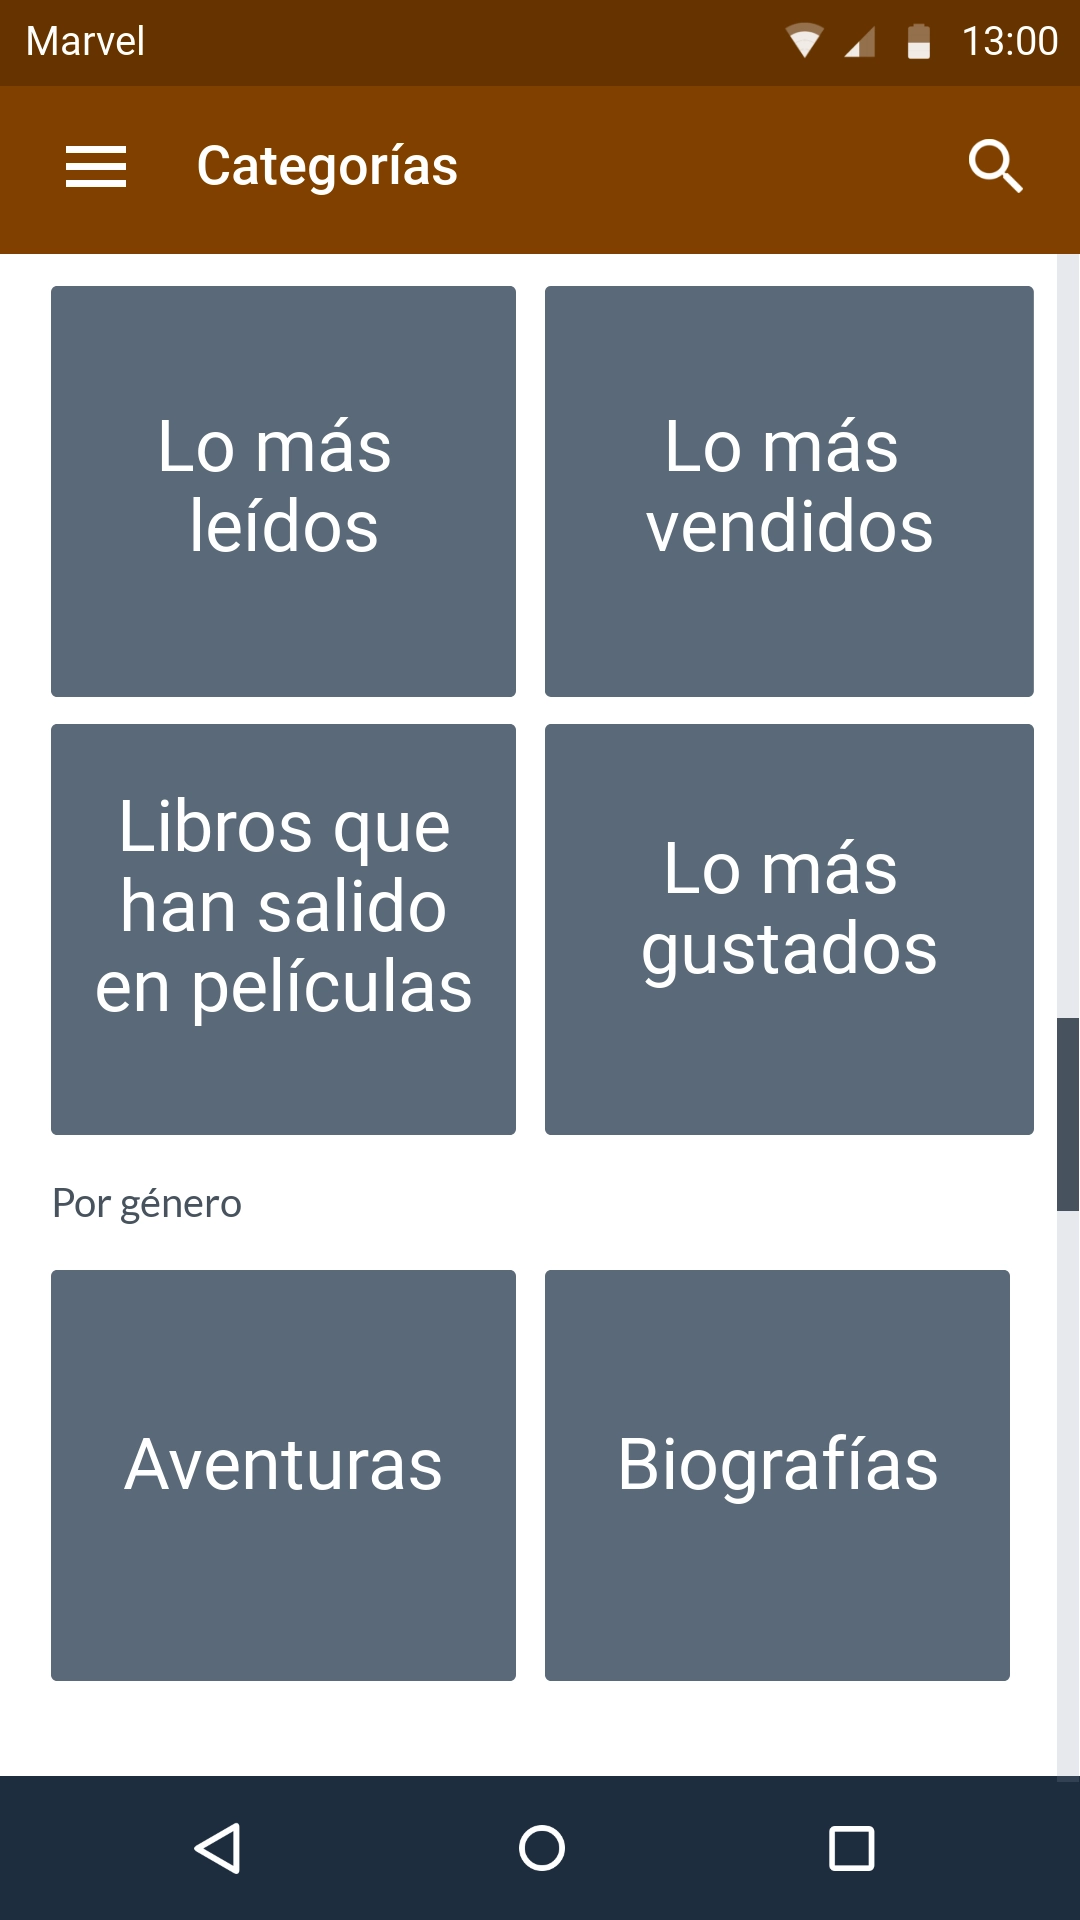 Marvel 13:00
Categorías
Lo más
leídos
Lo más
vendidos
Libros que
han salido
en películas
Lo más
gustados
Por género
Aventuras
Biografías